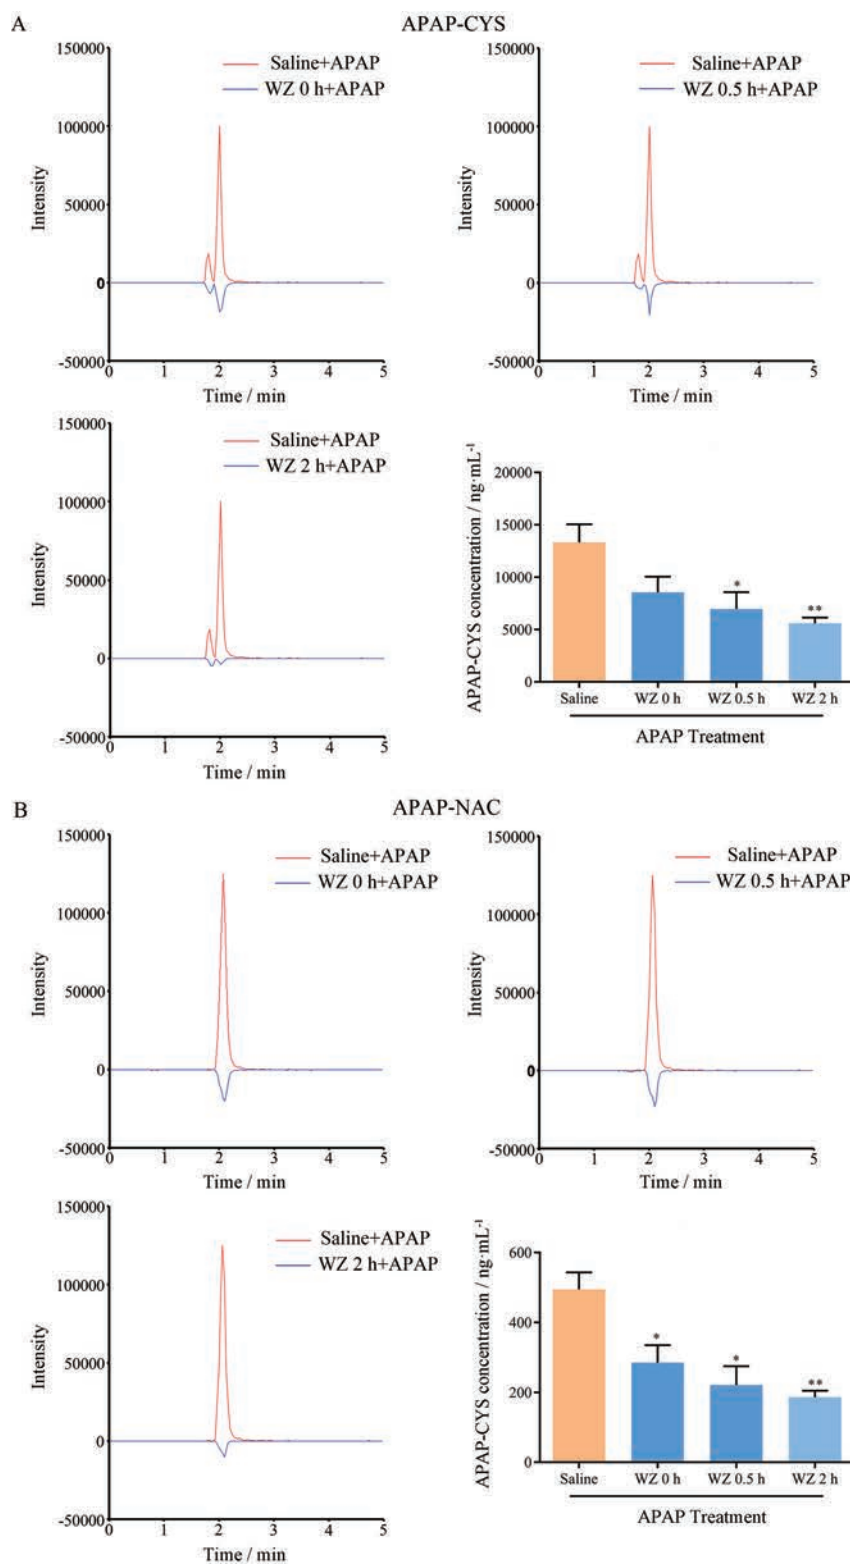 A
APAP-CYS
150000
100000
50000
0
-50000
Intensity
Saline+APAP
WZ 0 h+APAP
0 1 2 3 4 5
Time / min
150000
100000
50000
0
-50000
Intensity
Saline+APAP
WZ 0.5 h+APAP
0 1 2 3 4 5
Time / min
150000
100000
50000
0
-50000
Intensity
Saline+APAP
WZ 2 h+APAP
0 1 2 3 4 5
Time / min
APAP-CYS concentration / ng·mL⁻¹
20000
15000
10000
5000
0
*
**
Saline WZ 0 h WZ 0.5 h WZ 2 h
APAP Treatment
B
APAP-NAC
150000
100000
50000
0
-50000
Intensity
Saline+APAP
WZ 0 h+APAP
0 1 2 3 4 5
Time / min
150000
100000
50000
0
-50000
Intensity
Saline+APAP
WZ 0.5 h+APAP
0 1 2 3 4 5
Time / min
150000
100000
50000
0
-50000
Intensity
Saline+APAP
WZ 2 h+APAP
0 1 2 3 4 5
Time / min
APAP-CYS concentration / ng·mL⁻¹
600
400
200
0
*
*
**
Saline WZ 0 h WZ 0.5 h WZ 2 h
APAP Treatment